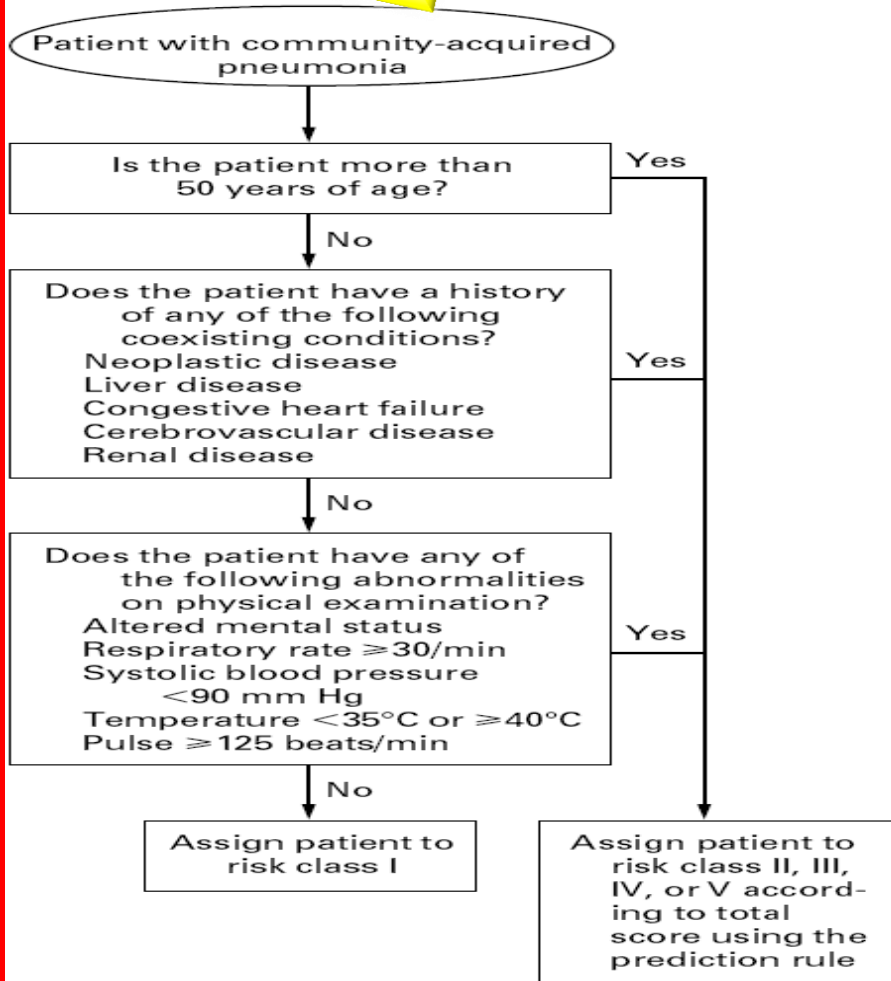 Patient with community-acquired
pneumonia
Is the patient more than
50 years of age?
Yes
No
Does the patient have a history
of any of the following
coexisting conditions?
Neoplastic disease
Liver disease
Congestive heart failure
Cerebrovascular disease
Renal disease
Yes
No
Does the patient have any of
the following abnormalities
on physical examination?
Altered mental status
Respiratory rate ⩾30/min
Systolic blood pressure
<90 mm Hg
Temperature <35°C or ⩾40°C
Pulse ⩾125 beats/min
Yes
No
Assign patient to
risk class I
Assign patient to
risk class II, III,
IV, or V accord-
ing to total
score using the
prediction rule